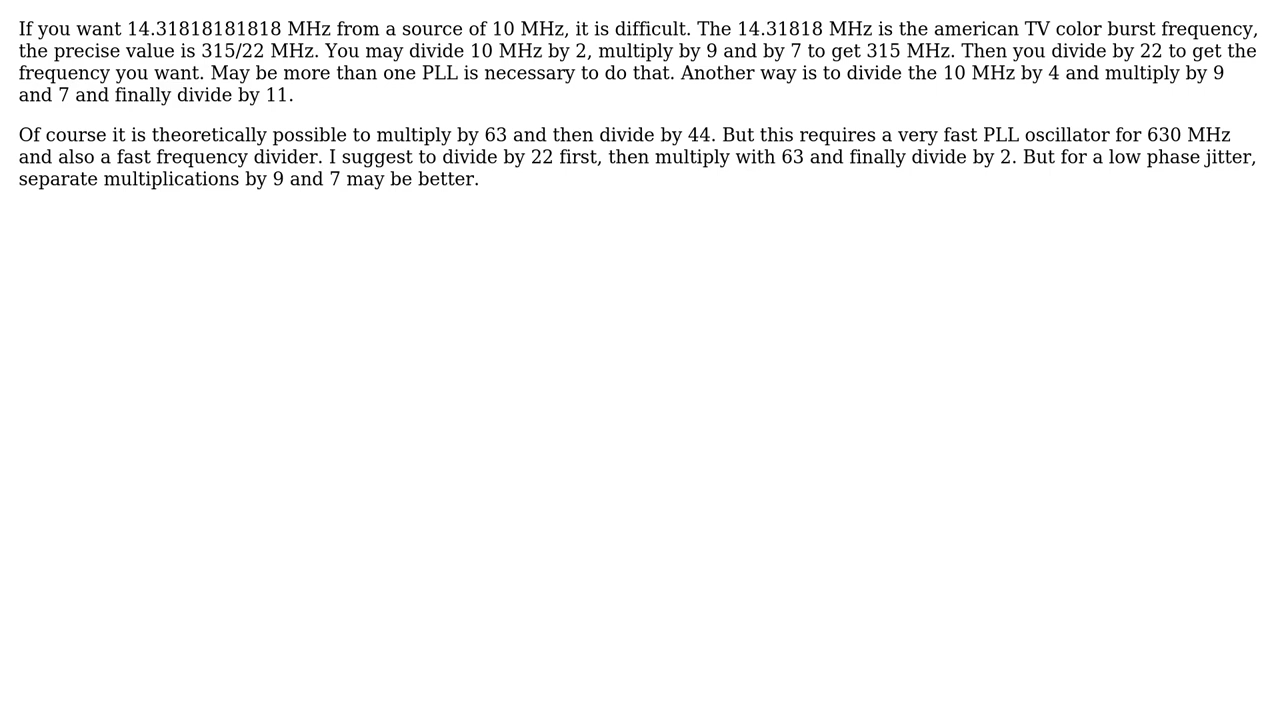 If you want 14.31818181818 MHz from a source of 10 MHz, it is difficult. The 14.31818 MHz is the american TV color burst frequency,
the precise value is 315/22 MHz. You may divide 10 MHz by 2, multiply by 9 and by 7 to get 315 MHz. Then you divide by 22 to get the
frequency you want. May be more than one PLL is necessary to do that. Another way is to divide the 10 MHz by 4 and multiply by 9
and 7 and finally divide by 11.
Of course it is theoretically possible to multiply by 63 and then divide by 44. But this requires a very fast PLL oscillator for 630 MHz
and also a fast frequency divider. I suggest to divide by 22 first, then multiply with 63 and finally divide by 2. But for a low phase jitter,
separate multiplications by 9 and 7 may be better.